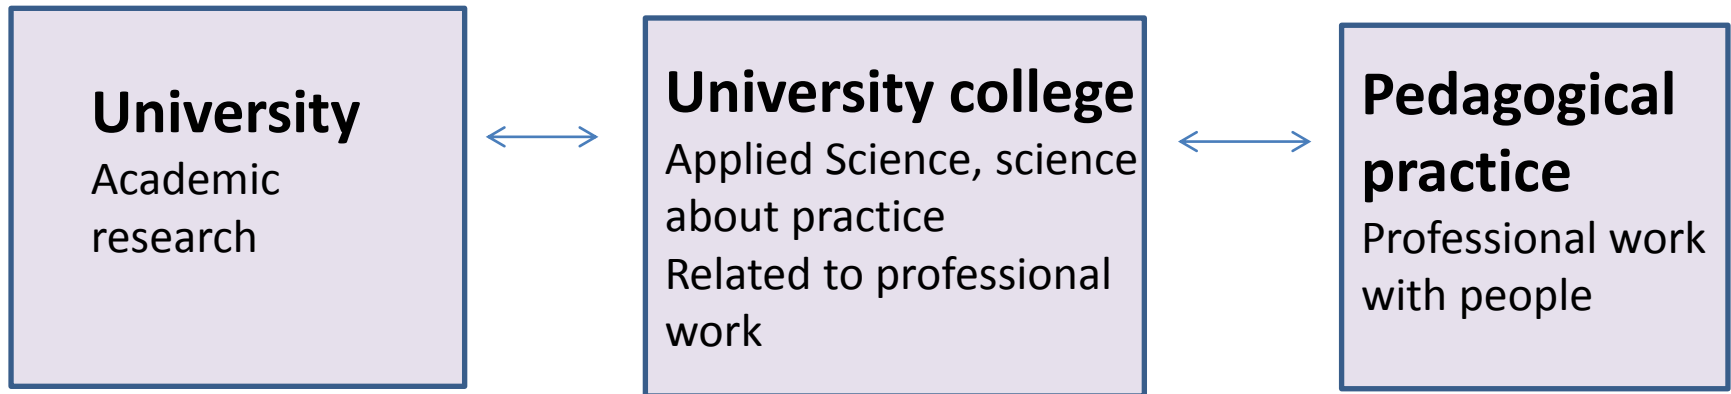 University
Academic
research
University college
Applied Science, science
about practice
Related to professional
work
Pedagogical
practice
Professional work
with people